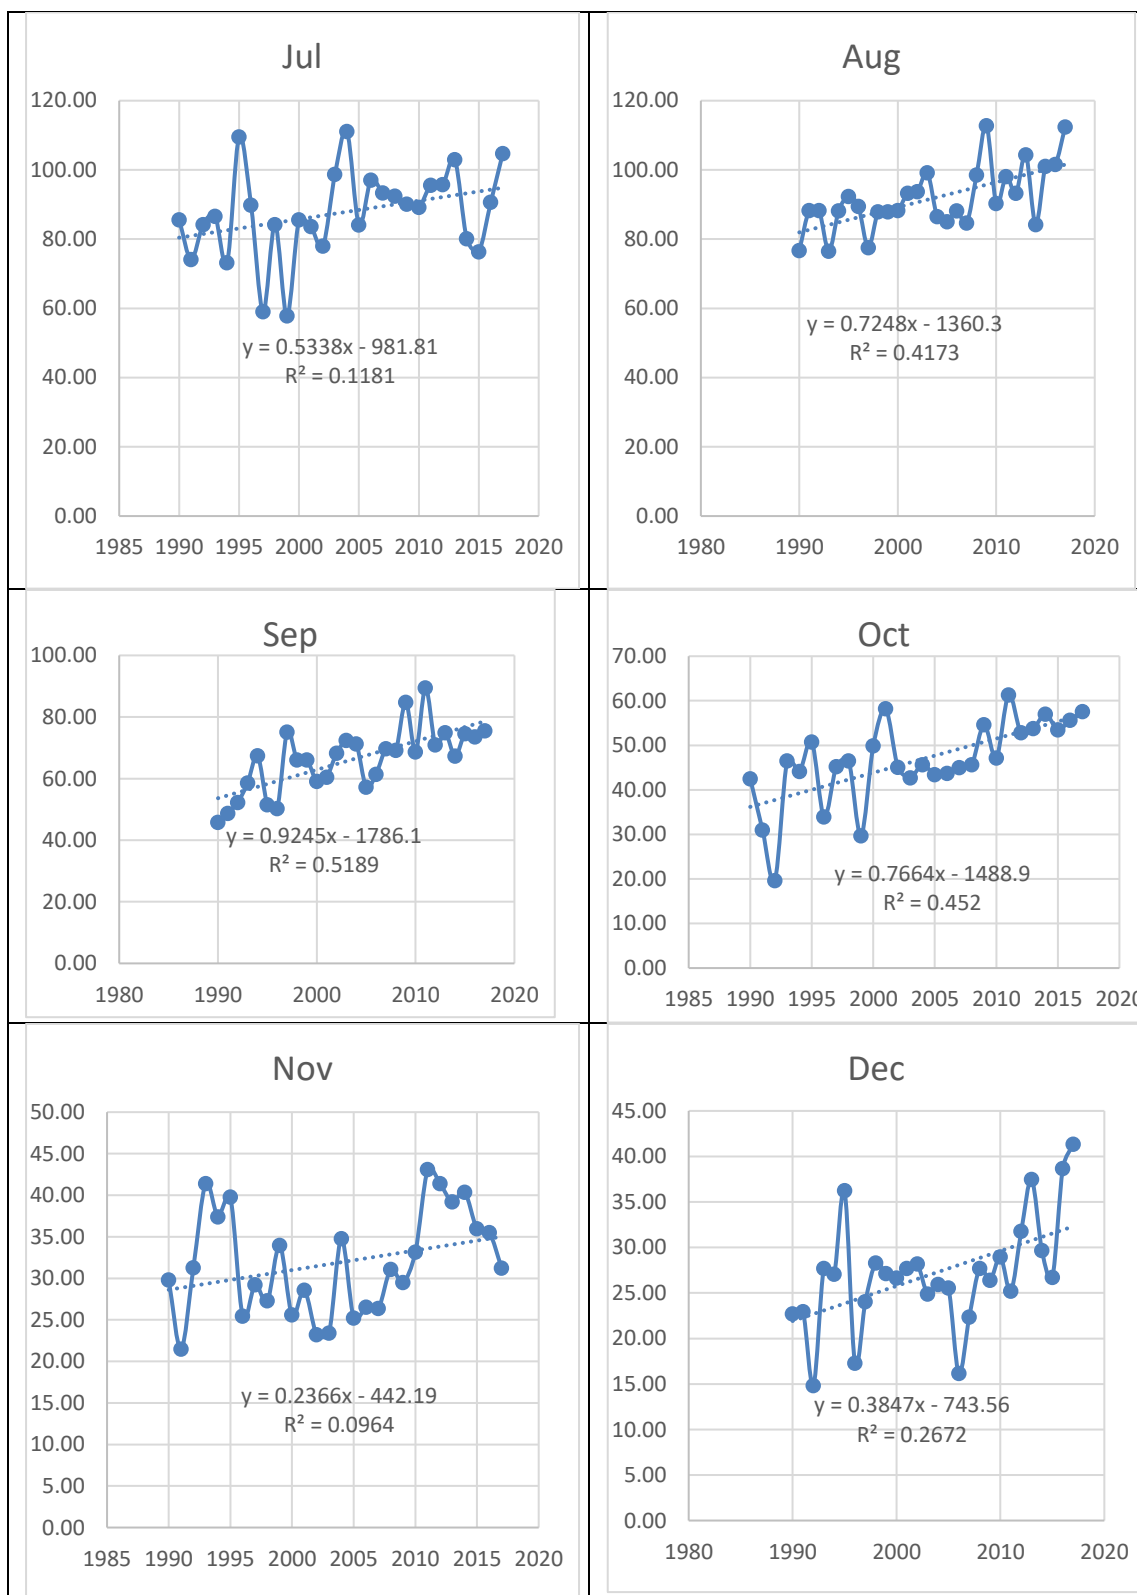 Jul
120.00
100.00
80.00
60.00
40.00
20.00
0.00
y = 0.5338x - 981.81
R² = 0.1181
1985 1990 1995 2000 2005 2010 2015 2020
Aug
120.00
100.00
80.00
60.00
40.00
20.00
0.00
y = 0.7248x - 1360.3
R² = 0.4173
1980 1990 2000 2010 2020
Sep
100.00
80.00
60.00
40.00
20.00
0.00
y = 0.9245x - 1786.1
R² = 0.5189
1980 1990 2000 2010 2020
Oct
70.00
60.00
50.00
40.00
30.00
20.00
10.00
0.00
y = 0.7664x - 1488.9
R² = 0.452
1985 1990 1995 2000 2005 2010 2015 2020
Nov
50.00
45.00
40.00
35.00
30.00
25.00
20.00
15.00
10.00
5.00
0.00
y = 0.2366x - 442.19
R² = 0.0964
1985 1990 1995 2000 2005 2010 2015 2020
Dec
45.00
40.00
35.00
30.00
25.00
20.00
15.00
10.00
5.00
0.00
y = 0.3847x - 743.56
R² = 0.2672
1980 1990 2000 2010 2020